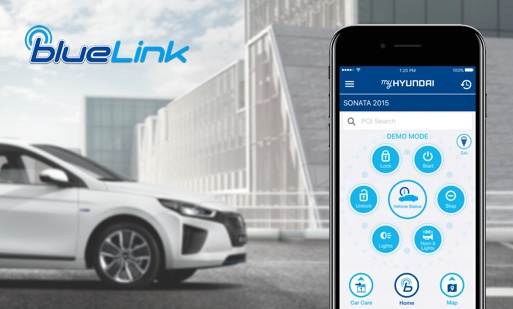 blueLink
1:20 PM
100%
myHYUNDAI
SONATA 2015
POI Search
DEMO MODE
Lock
Start
Unlock
Vehicle Status
Stop
Lights
Horn &
Lights
Car Care
Home
Map